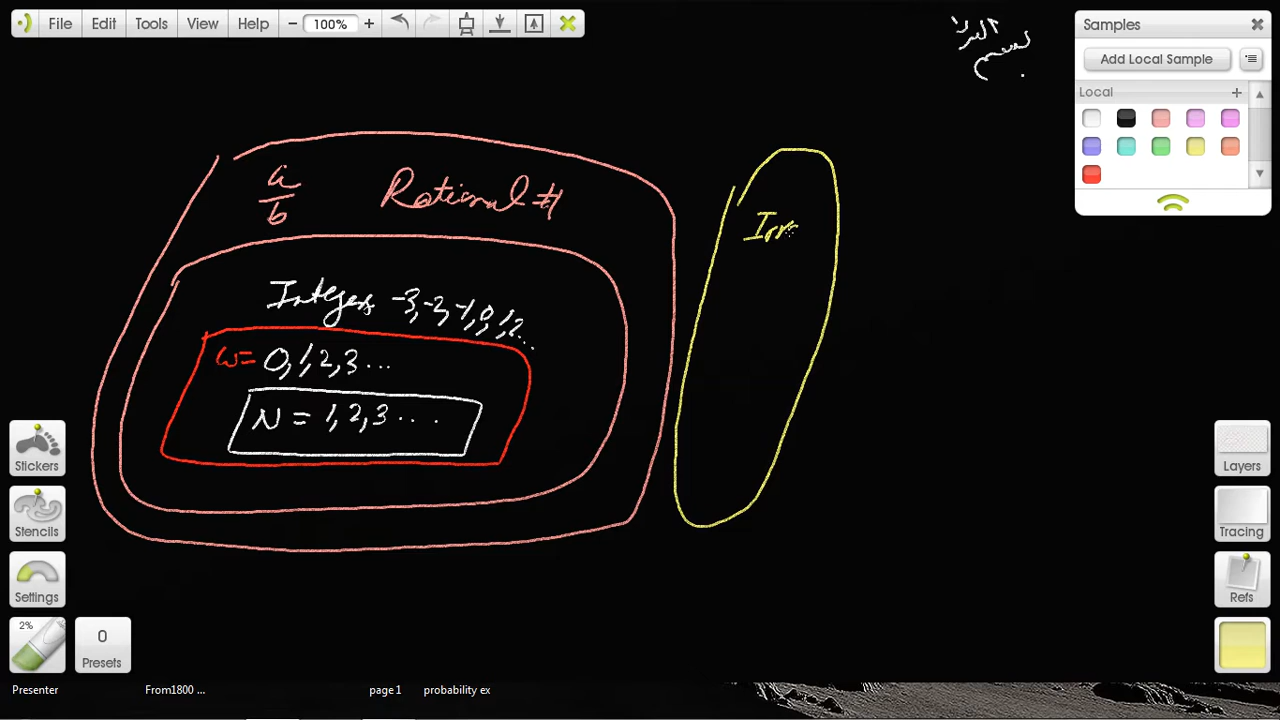 File Edit Tools View Help − 100% +
Samples
Add Local Sample
Local
a
b
Rational #
Irr
Integers -3,-2,-1,0,1,2...
W= 0,1,2,3...
N = 1,2,3....
Stickers
Stencils
Settings
2%
0
Presets
Layers
Tracing
Refs
Presenter From1800 ... page 1 probability ex